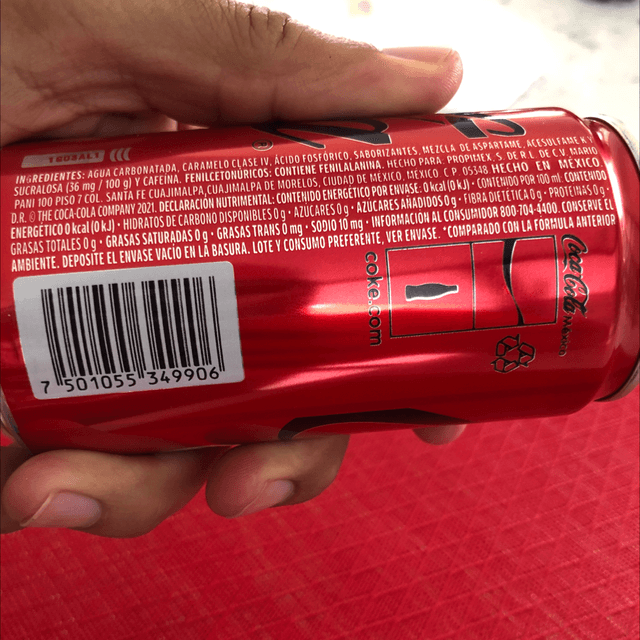 1608AL1
INGREDIENTES: AGUA CARBONATADA, CARAMELO CLASE IV, ÁCIDO FOSFÓRICO, SABORIZANTES, MEZCLA DE ASPARTAME, ACESULFAME K Y
SUCRALOSA (36 mg / 100 g) Y CAFEÍNA. FENILCETONÚRICOS: CONTIENE FENILALANINA. HECHO PARA: PROPIMEX, S. DE R.L. DE C.V. MARIO
PANI 100 PISO 7 COL. SANTA FE CUAJIMALPA, CUAJIMALPA DE MORELOS, CIUDAD DE MÉXICO, MÉXICO C.P. 05348 HECHO EN MÉXICO
D.R. © THE COCA-COLA COMPANY 2021. DECLARACIÓN NUTRIMENTAL: CONTENIDO ENERGÉTICO POR ENVASE: 0 kcal (0 kJ) • CONTENIDO POR 100 ml: CONTENIDO
ENERGÉTICO 0 kcal (0 kJ) • HIDRATOS DE CARBONO DISPONIBLES 0 g • AZÚCARES 0 g • AZÚCARES AÑADIDOS 0 g • FIBRA DIETÉTICA 0 g • PROTEÍNAS 0 g •
GRASAS TOTALES 0 g • GRASAS SATURADAS 0 g • GRASAS TRANS 0 mg • SODIO 10 mg • INFORMACION AL CONSUMIDOR 800 704-4400. CONSERVE EL
AMBIENTE. DEPOSITE EL ENVASE VACÍO EN LA BASURA. LOTE Y CONSUMO PREFERENTE, VER ENVASE. *COMPARADO CON LA FÓRMULA ANTERIOR
coke.com
Coca-Cola MÉXICO
7 501055 349906